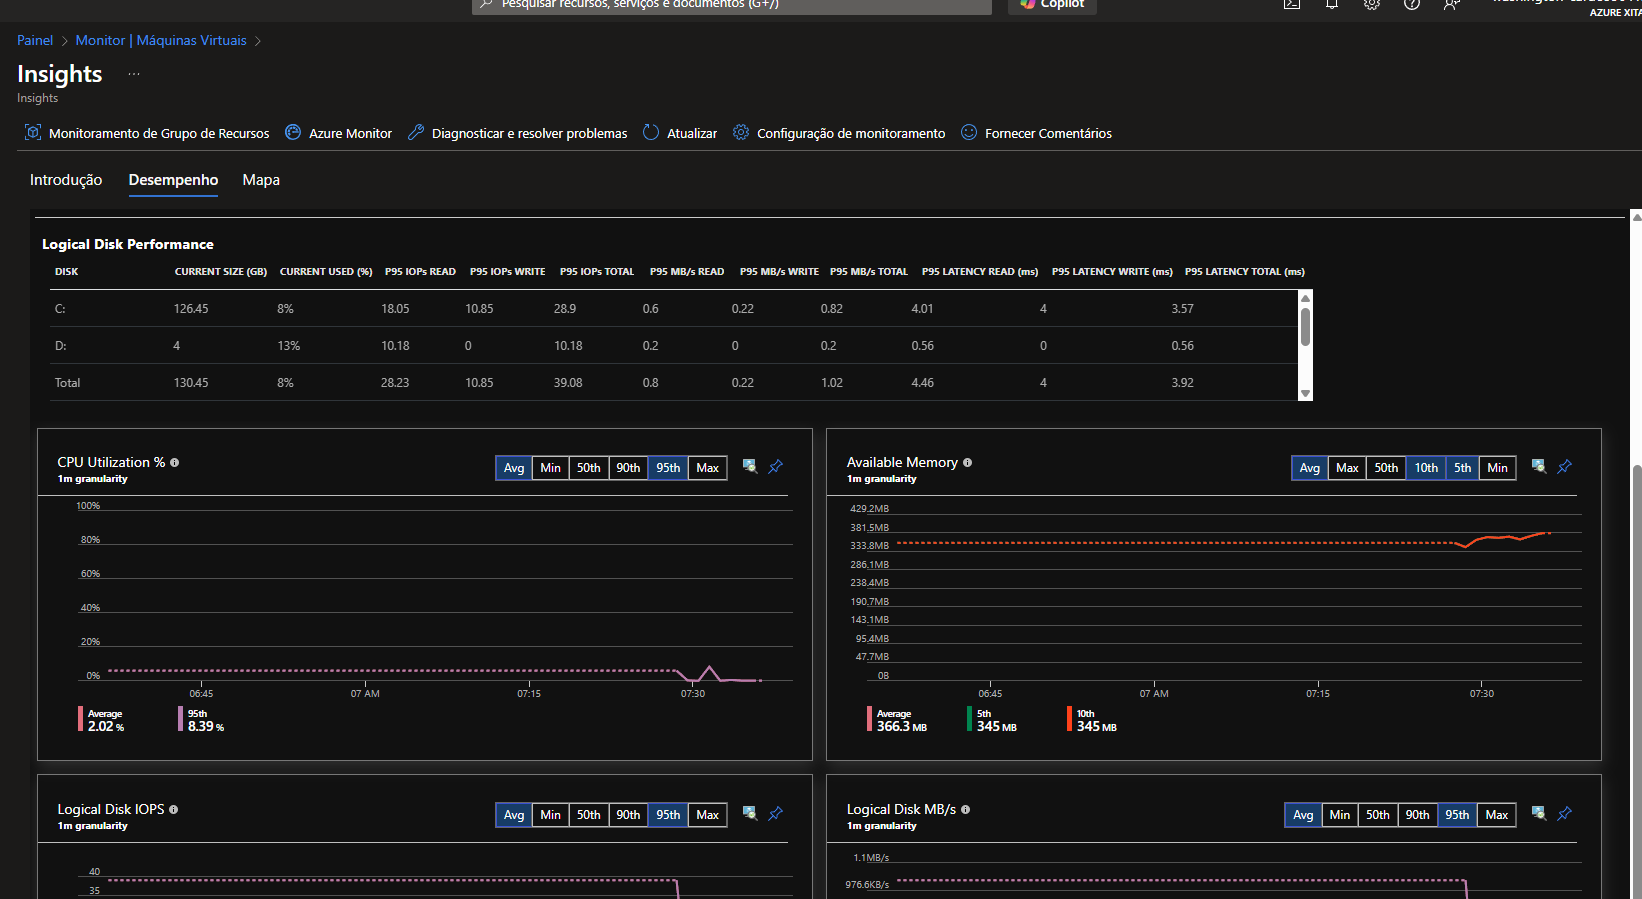 Pesquisar recursos, serviços e documentos (G+/)
Copilot
AZURE XITA
Painel > Monitor | Máquinas Virtuais >
Insights ...
Insights
Monitoramento de Grupo de Recursos Azure Monitor Diagnosticar e resolver problemas Atualizar Configuração de monitoramento Fornecer Comentários
Introdução Desempenho Mapa
Logical Disk Performance
DISK CURRENT SIZE (GB) CURRENT USED (%) P95 IOPs READ P95 IOPs WRITE P95 IOPs TOTAL P95 MB/s READ P95 MB/s WRITE P95 MB/s TOTAL P95 LATENCY READ (ms) P95 LATENCY WRITE (ms) P95 LATENCY TOTAL (ms)
C: 126.45 8% 18.05 10.85 28.9 0.6 0.22 0.82 4.01 4 3.57
D: 4 13% 10.18 0 10.18 0.2 0 0.2 0.56 0 0.56
Total 130.45 8% 28.23 10.85 39.08 0.8 0.22 1.02 4.46 4 3.92
CPU Utilization %
1m granularity
Avg Min 50th 90th 95th Max
100%
80%
60%
40%
20%
0%
06:45 07 AM 07:15 07:30
Average 95th
2.02 % 8.39 %
Available Memory
1m granularity
Avg Max 50th 10th 5th Min
429.2MB
381.5MB
333.8MB
286.1MB
238.4MB
190.7MB
143.1MB
95.4MB
47.7MB
0B
06:45 07 AM 07:15 07:30
Average 5th 10th
366.3 MB 345 MB 345 MB
Logical Disk IOPS
1m granularity
Avg Min 50th 90th 95th Max
40
35
Logical Disk MB/s
1m granularity
Avg Min 50th 90th 95th Max
1.1MB/s
976.6KB/s